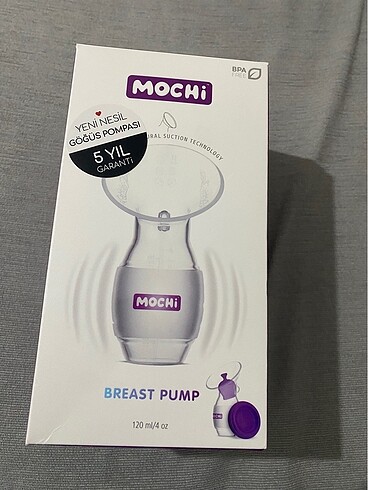 BPA
FREE
MOCHi
YENİ NESİL
GÖĞÜS POMPASI
5 YIL
GARANTİ
SUCTION TECHNOLOGY
MOCHi
BREAST PUMP
MOCHi
120 ml/4 oz